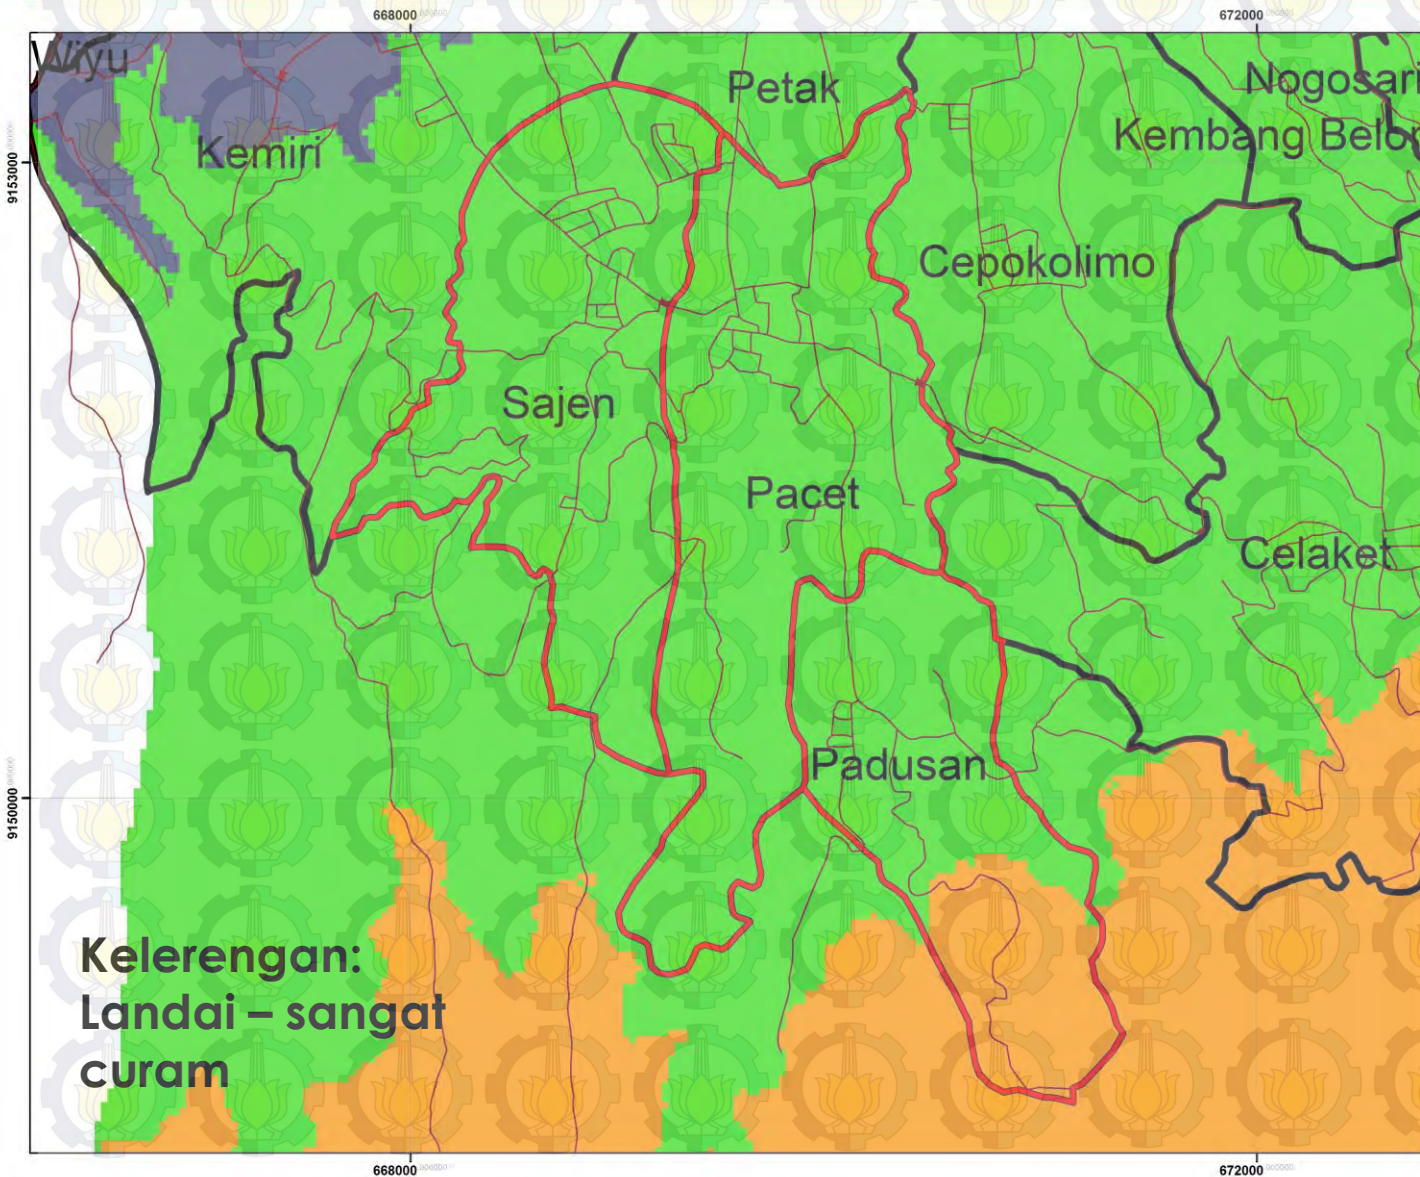 668000
672000
Wiyu
Petak
Nogosari
Kembang Belor
Kemiri
9153000
Cepokolimo
Sajen
Pacet
Celaket
Padusan
9150000
Kelerengan:
Landai – sangat
curam
668000
672000